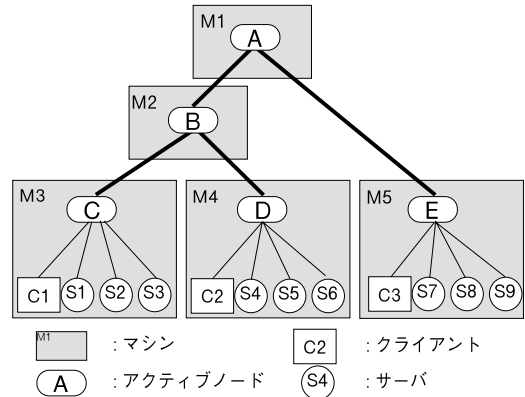 M1
A
M2
B
M3
C
M4
D
M5
E
C1 S1 S2 S3
C2 S4 S5 S6
C3 S7 S8 S9
M1 : マシン
C2 : クライアント
A : アクティブノード
S4 : サーバ